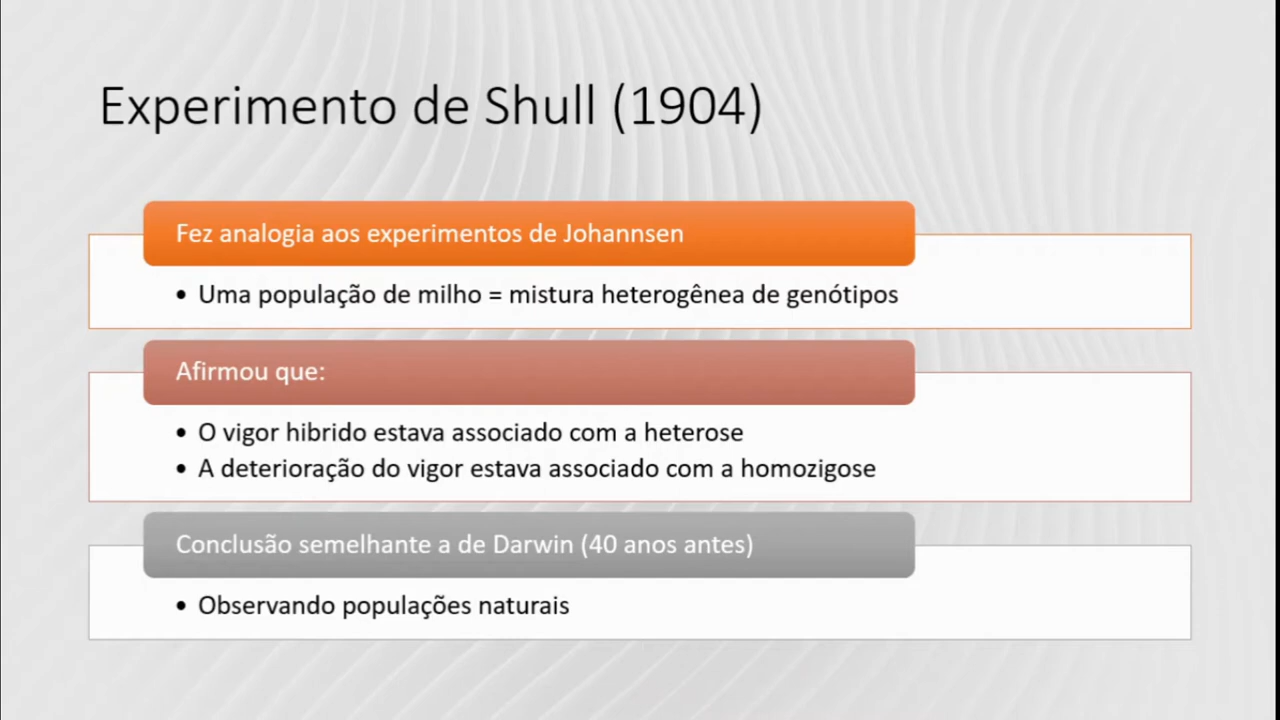 Experimento de Shull (1904)
Fez analogia aos experimentos de Johannsen
• Uma população de milho = mistura heterogênea de genótipos
Afirmou que:
• O vigor hibrido estava associado com a heterose
• A deterioração do vigor estava associado com a homozigose
Conclusão semelhante a de Darwin (40 anos antes)
• Observando populações naturais